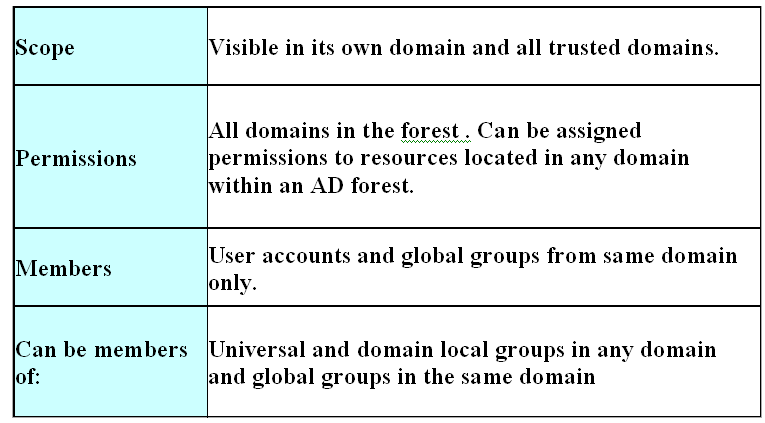 Scope
Visible in its own domain and all trusted domains.
Permissions
All domains in the forest . Can be assigned
permissions to resources located in any domain
within an AD forest.
Members
User accounts and global groups from same domain
only.
Can be members
of:
Universal and domain local groups in any domain
and global groups in the same domain